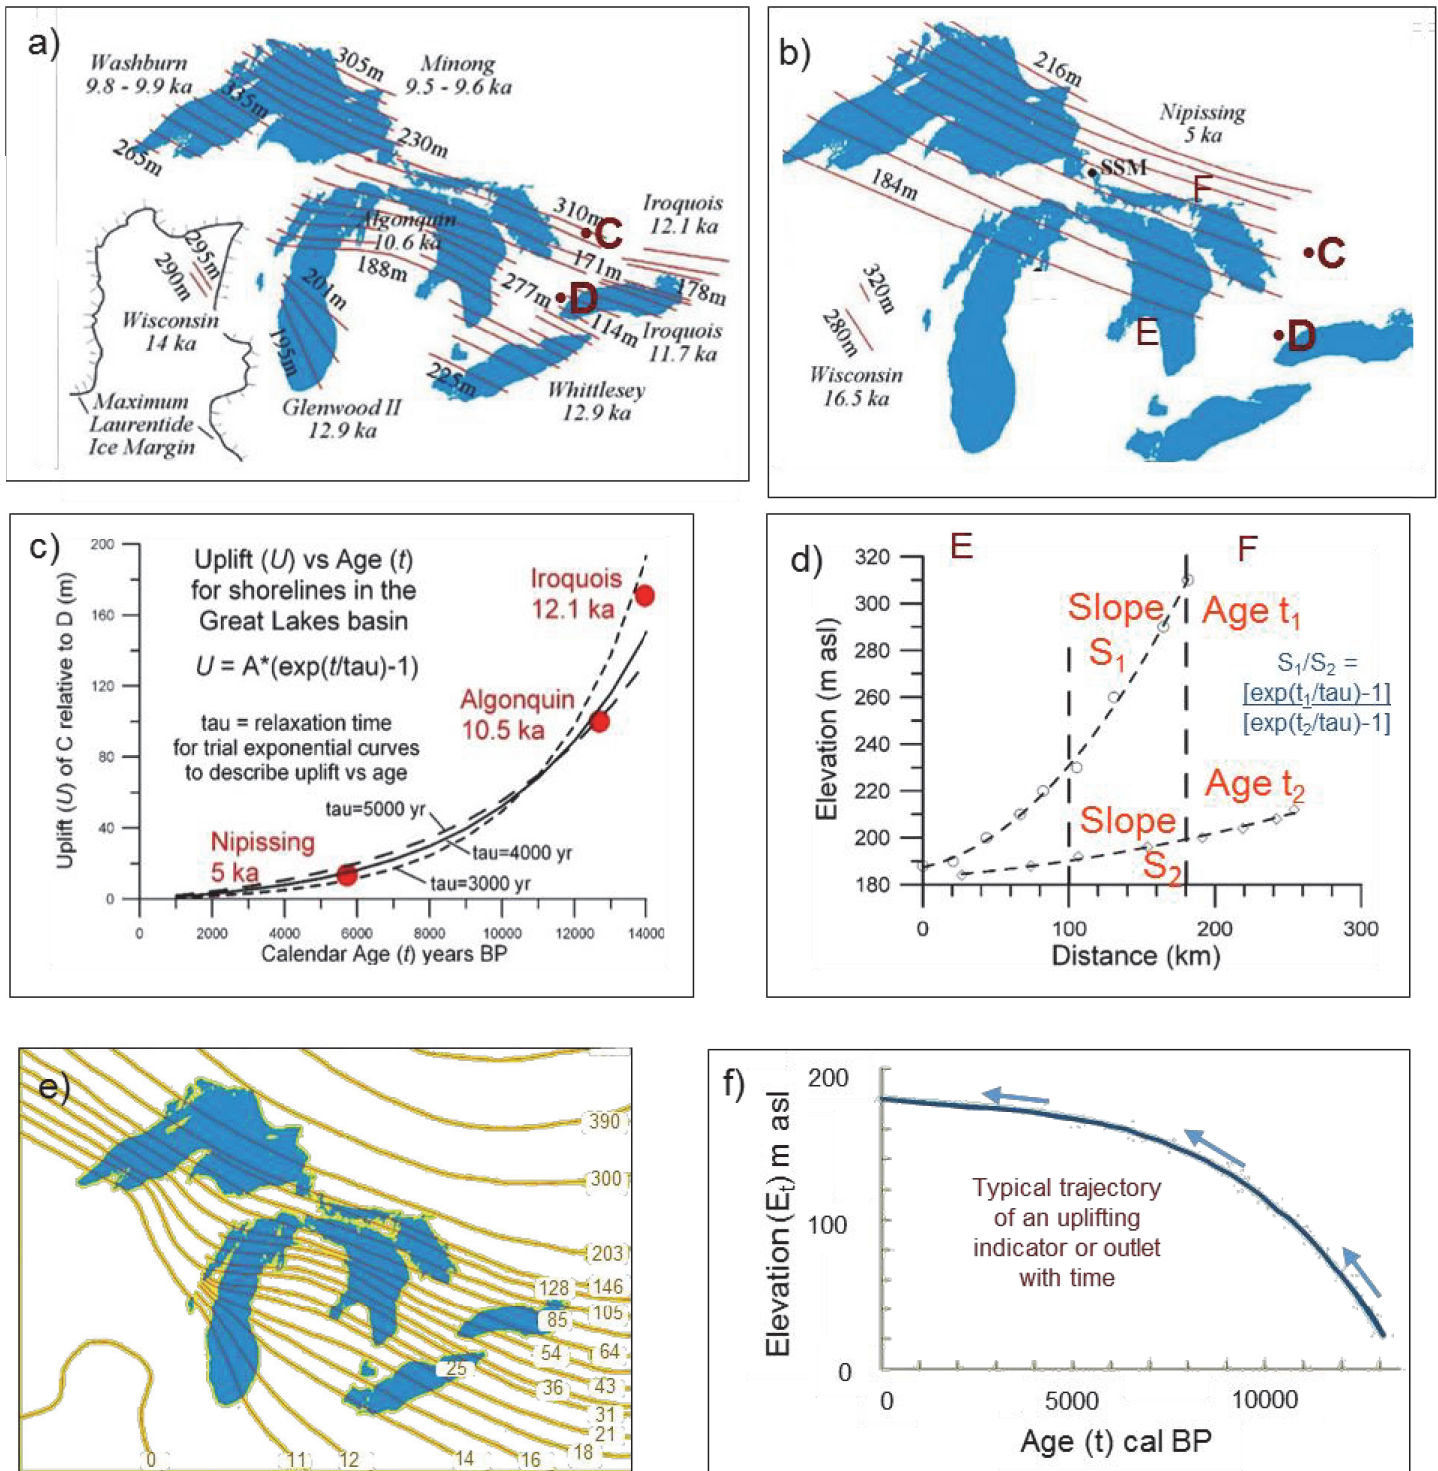 a)
Washburn
9.8 - 9.9 ka
305m
Minong
9.5 - 9.6 ka
335m
265m
230m
310m
C
Iroquois
12.1 ka
Algonquin
10.6 ka
188m
171m
178m
277m
D
114m
Iroquois
11.7 ka
295m
290m
Wisconsin
14 ka
201m
195m
225m
Whittlesey
12.9 ka
Glenwood II
12.9 ka
Maximum
Laurentide
Ice Margin
b)
216m
Nipissing
5 ka
SSM
F
184m
C
E
D
320m
280m
Wisconsin
16.5 ka
c)
Uplift (U) of C relative to D (m)
200
160
120
80
40
0
Uplift (U) vs Age (t)
for shorelines in the
Great Lakes basin
U = A*(exp(t/tau)-1)
tau = relaxation time
for trial exponential curves
to describe uplift vs age
Iroquois
12.1 ka
Algonquin
10.5 ka
Nipissing
5 ka
tau=5000 yr
tau=4000 yr
tau=3000 yr
0 2000 4000 6000 8000 10000 12000 14000
Calendar Age (t) years BP
d)
E
F
Elevation (m asl)
320
300
280
260
240
220
200
180
Slope
S1
Age t1
S1/S2 =
[exp(t1/tau)-1]
[exp(t2/tau)-1]
Slope
S2
Age t2
0 100 200 300
Distance (km)
e)
390
300
203
146
128
105
85
64
54
43
36
31
25
21
18
0 11 12 14 16
f)
Elevation (Et) m asl
200
100
0
Typical trajectory
of an uplifting
indicator or outlet
with time
0 5000 10000
Age (t) cal BP